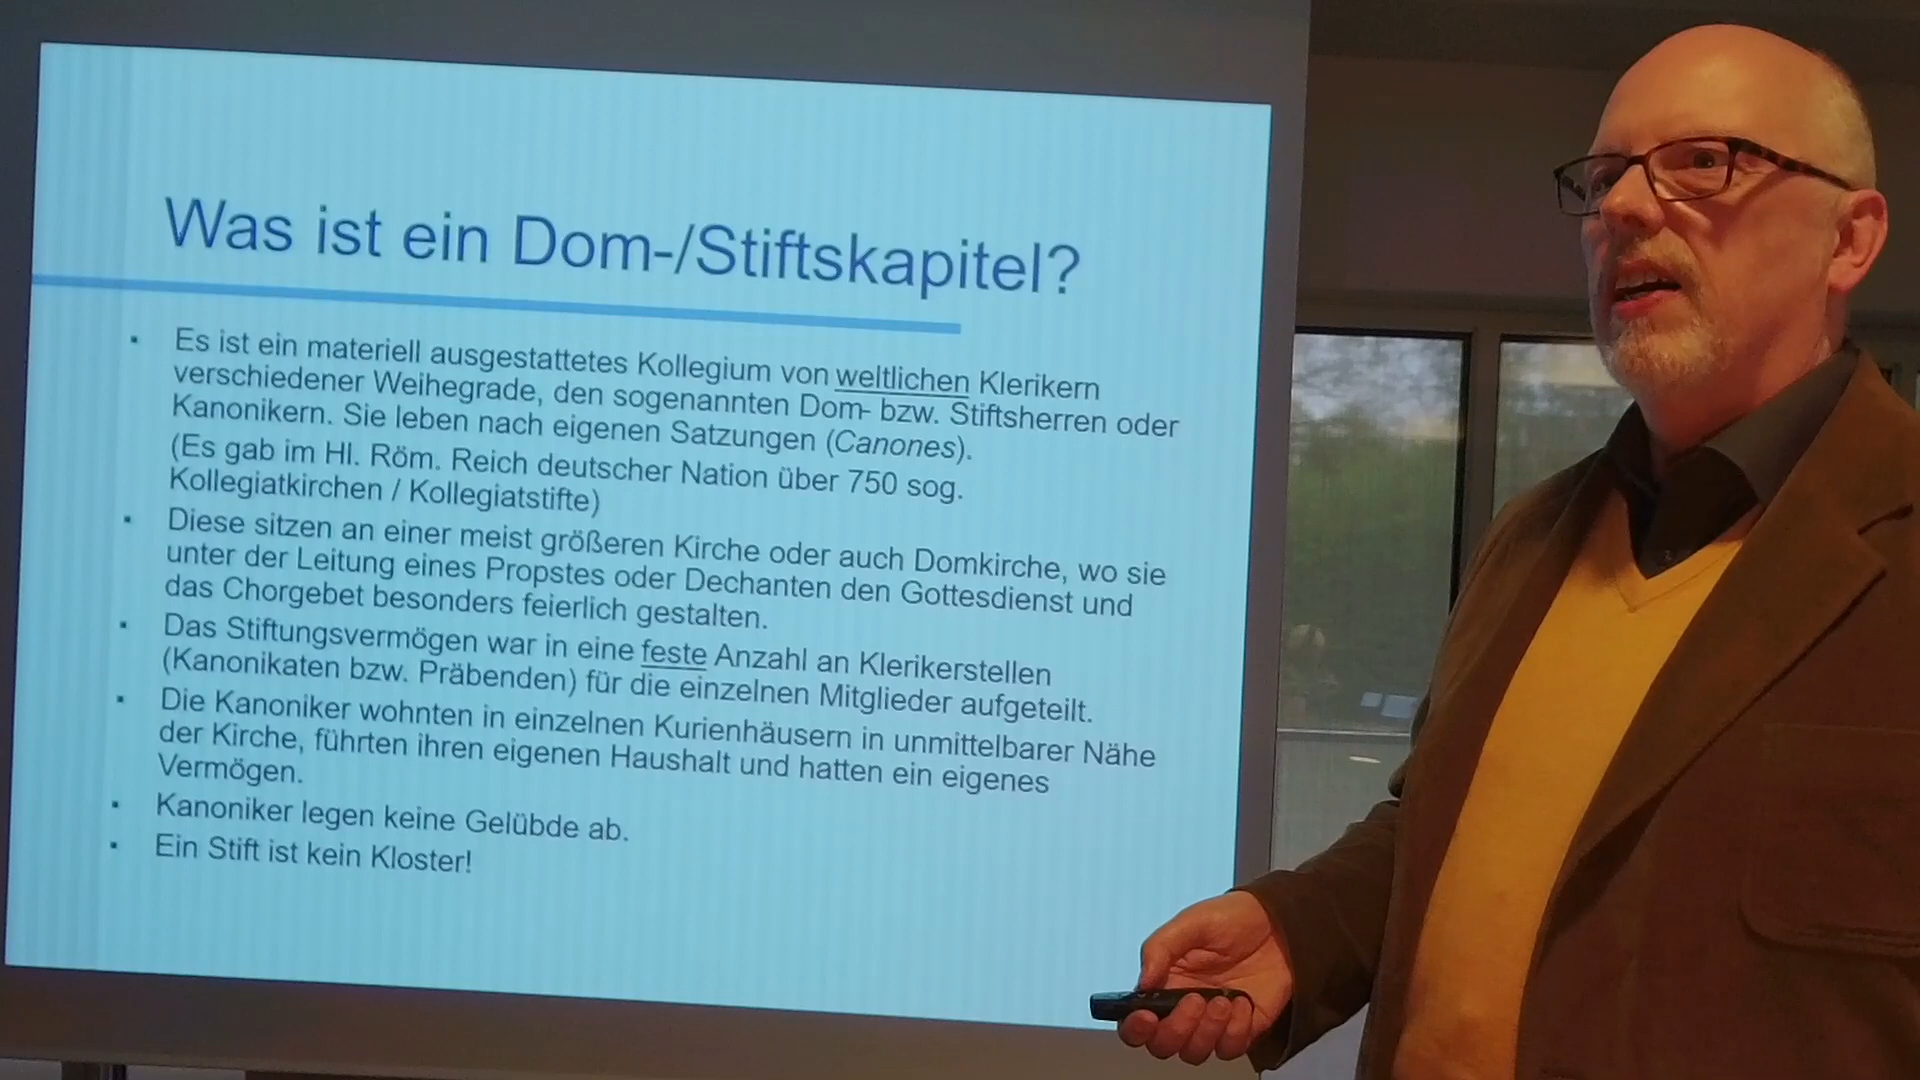 Was ist ein Dom-/Stiftskapitel?
▪ Es ist ein materiell ausgestattetes Kollegium von weltlichen Klerikern
verschiedener Weihegrade, den sogenannten Dom- bzw. Stiftsherren oder
Kanonikern. Sie leben nach eigenen Satzungen (Canones).
(Es gab im Hl. Röm. Reich deutscher Nation über 750 sog.
Kollegiatkirchen / Kollegiatstifte)
▪ Diese sitzen an einer meist größeren Kirche oder auch Domkirche, wo sie
unter der Leitung eines Propstes oder Dechanten den Gottesdienst und
das Chorgebet besonders feierlich gestalten.
▪ Das Stiftungsvermögen war in eine feste Anzahl an Klerikerstellen
(Kanonikaten bzw. Präbenden) für die einzelnen Mitglieder aufgeteilt.
▪ Die Kanoniker wohnten in einzelnen Kurienhäusern in unmittelbarer Nähe
der Kirche, führten ihren eigenen Haushalt und hatten ein eigenes
Vermögen.
▪ Kanoniker legen keine Gelübde ab.
▪ Ein Stift ist kein Kloster!